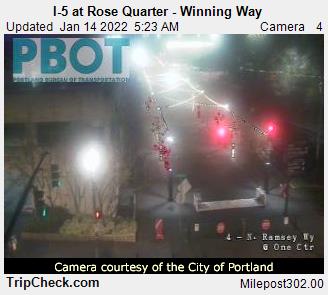 I-5 at Rose Quarter - Winning Way
Updated Jan 14 2022 5:23 AM Camera 4
PBOT
PORTLAND BUREAU OF TRANSPORTATION
4 - N. Ramsey Wy
@ One Ctr
Camera courtesy of the City of Portland
TripCheck.com Milepost302.00